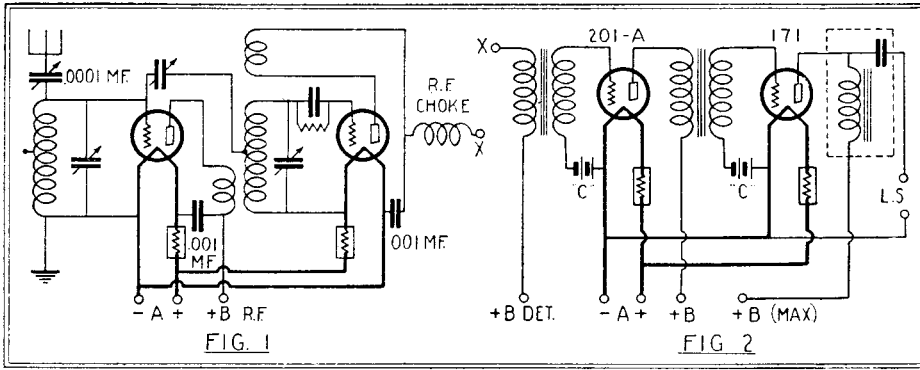 .0001 MF.
R.F.
CHOKE
X
.001
MF.
.001 MF.
- A +
+B R.F.
FIG. 1
X
201-A
171
"C"
"C"
L.S
+B DET.
- A +
+B
+B (MAX)
FIG 2